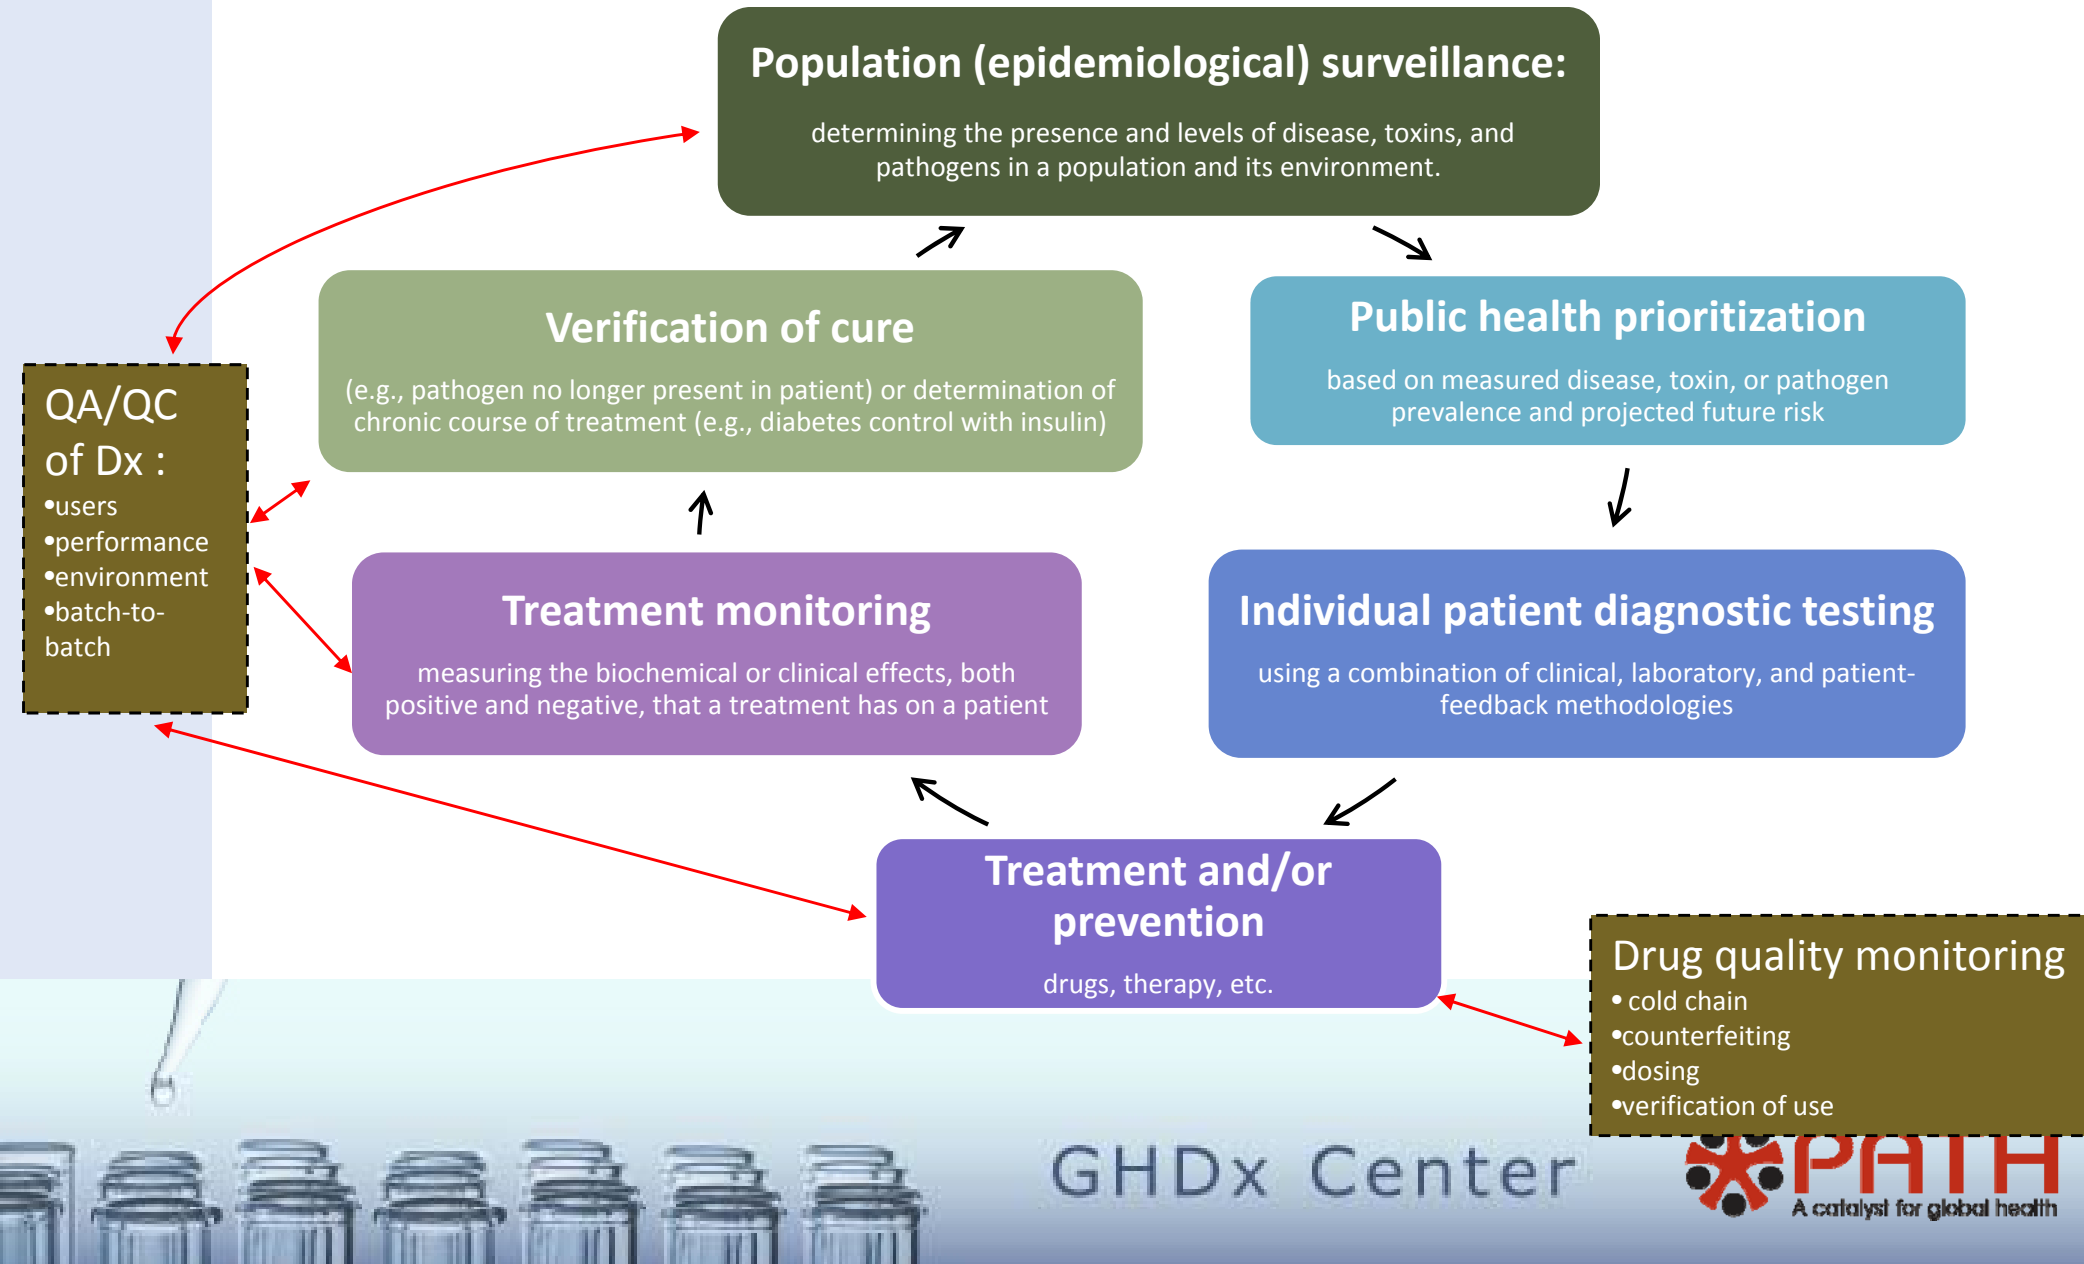 Population (epidemiological) surveillance:
determining the presence and levels of disease, toxins, and
pathogens in a population and its environment.
Verification of cure
(e.g., pathogen no longer present in patient) or determination of
chronic course of treatment (e.g., diabetes control with insulin)
Public health prioritization
based on measured disease, toxin, or pathogen
prevalence and projected future risk
QA/QC
of Dx :
•users
•performance
•environment
•batch-to-
batch
Treatment monitoring
measuring the biochemical or clinical effects, both
positive and negative, that a treatment has on a patient
Individual patient diagnostic testing
using a combination of clinical, laboratory, and patient-
feedback methodologies
Treatment and/or
prevention
drugs, therapy, etc.
Drug quality monitoring
• cold chain
•counterfeiting
•dosing
•verification of use
GHDx Center
PATH
A catalyst for global health